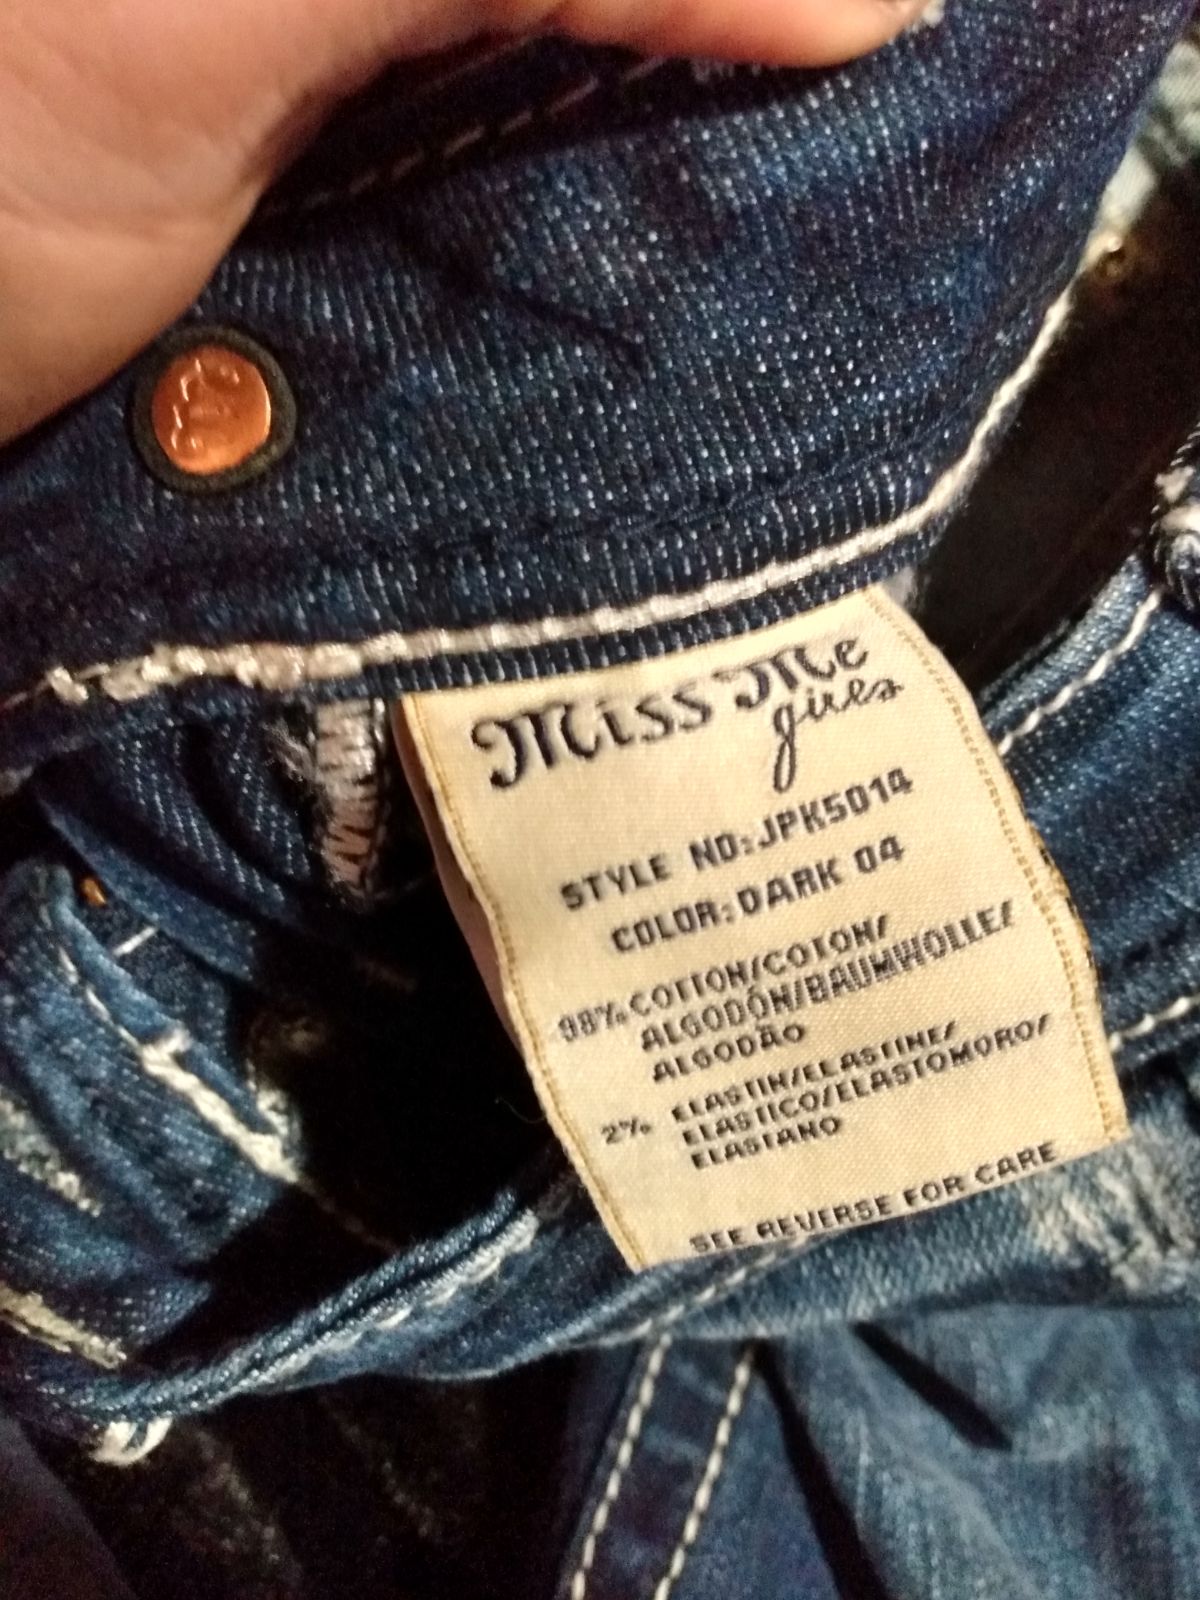 Miss Me
girls
STYLE NO: JPK5014
COLOR: DARK 04
98% COTTON/COTON/
ALGODÓN/BAUMWOLLE/
ALGODÃO
2% ELASTIN/ELASTINE/
ELASTICO/ELASTOMORO/
ELASTANO
SEE REVERSE FOR CARE